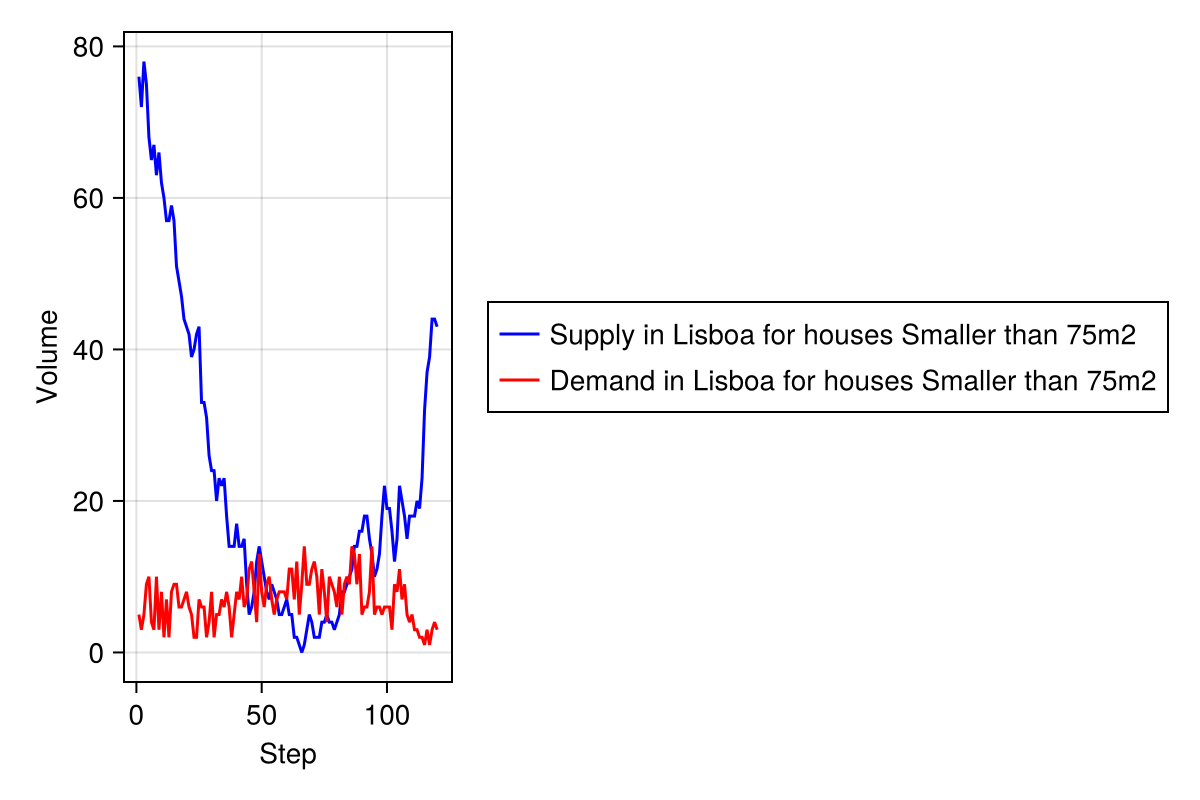 80
60
40
20
0
Volume
0 50 100
Step
Supply in Lisboa for houses Smaller than 75m2
Demand in Lisboa for houses Smaller than 75m2